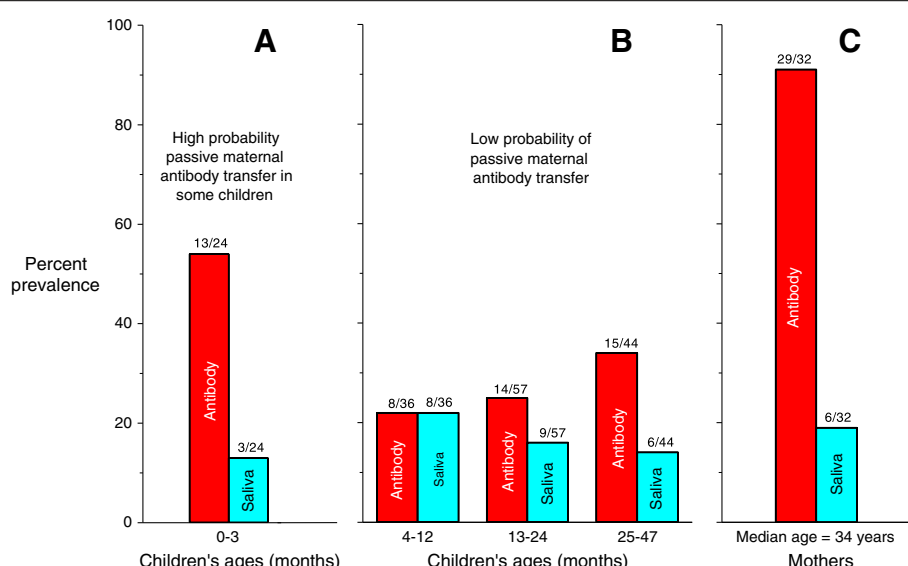 100
80
60
40
20
0
Percent
prevalence
A
High probability
passive maternal
antibody transfer in
some children
13/24
Antibody
3/24
Saliva
0-3
Children's ages (months)
B
Low probability of
passive maternal
antibody transfer
8/36
Antibody
8/36
Saliva
14/57
Antibody
9/57
Saliva
15/44
Antibody
6/44
Saliva
4-12
13-24
25-47
Children's ages (months)
C
29/32
Antibody
6/32
Saliva
Median age = 34 years
Mothers